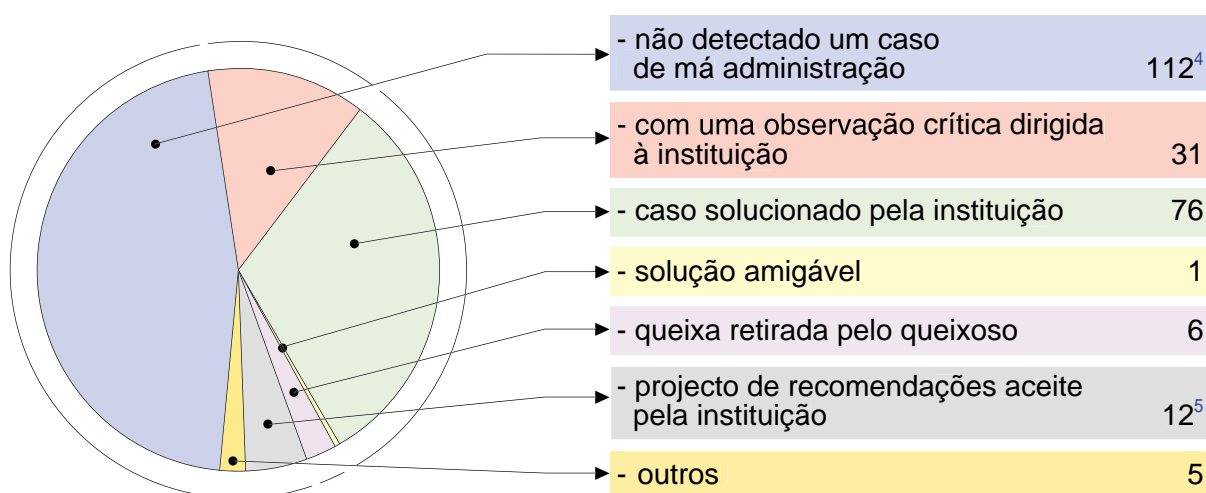 - não detectado um caso
de má administração 112⁴
- com uma observação crítica dirigida
à instituição 31
- caso solucionado pela instituição 76
- solução amigável 1
- queixa retirada pelo queixoso 6
- projecto de recomendações aceite
pela instituição 12⁵
- outros 5